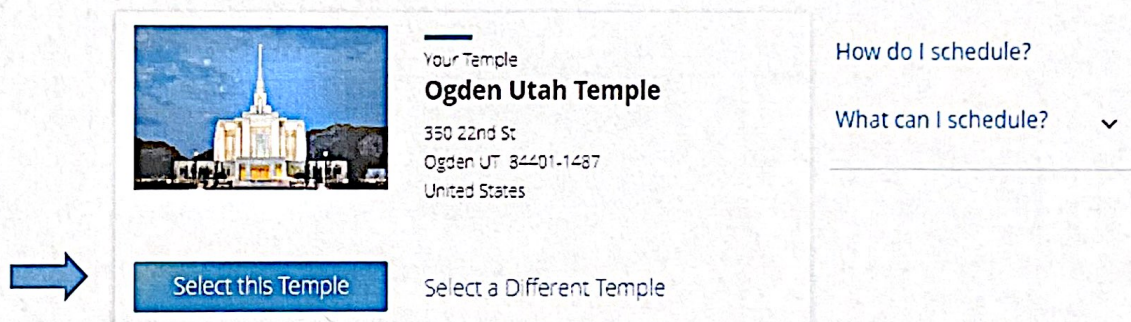 Your Temple
Ogden Utah Temple
350 22nd St
Ogden UT 84401-1487
United States
Select this Temple
Select a Different Temple
How do I schedule?
What can I schedule?